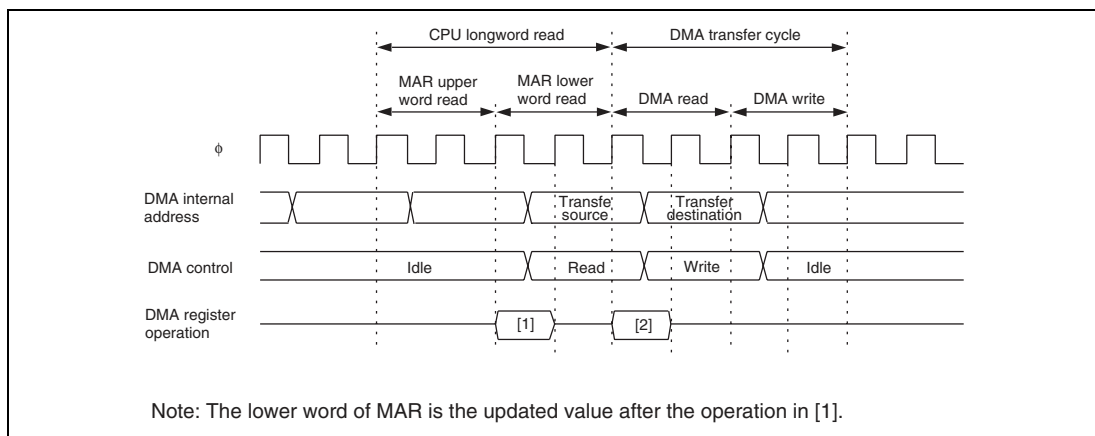 CPU longword read DMA transfer cycle
MAR upper word read MAR lower word read DMA read DMA write
φ
DMA internal address Transfe source Transfer destination
DMA control Idle Read Write Idle
DMA register operation [1] [2]
Note: The lower word of MAR is the updated value after the operation in [1].